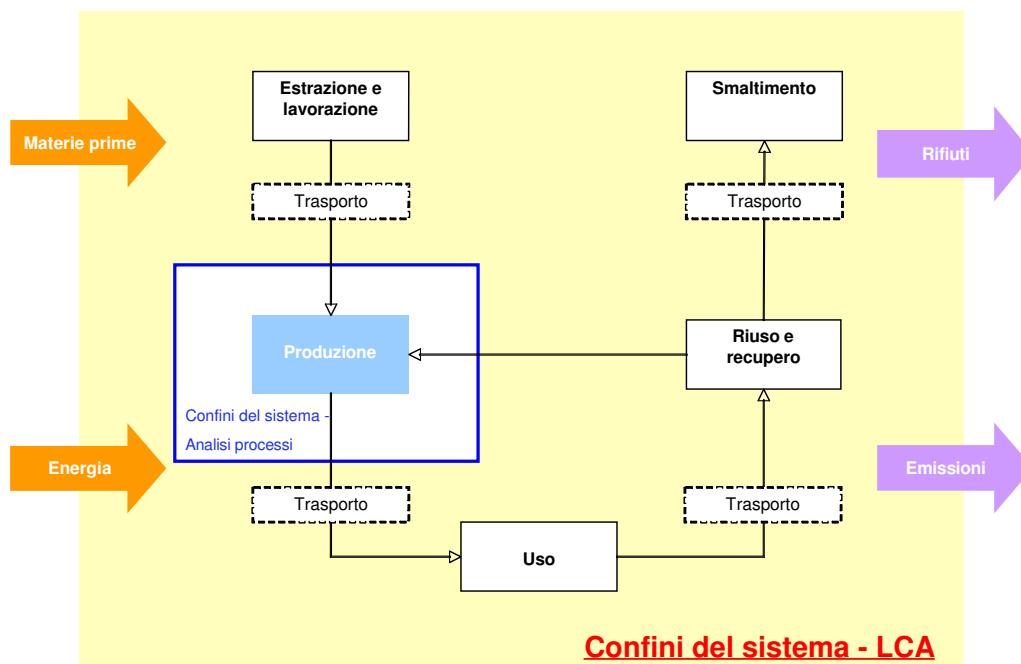 Estrazione e
lavorazione
Smaltimento
Materie prime
Rifiuti
Trasporto
Trasporto
Produzione
Riuso e
recupero
Confini del sistema -
Analisi processi
Energia
Emissioni
Trasporto
Trasporto
Uso
Confini del sistema - LCA